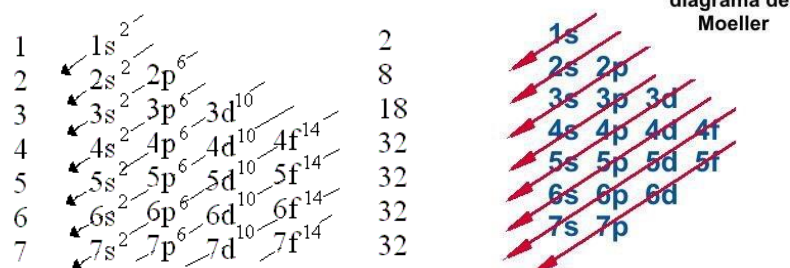 diagrama de
Moeller
1 1s² 2
2 2s² 2p⁶ 8
3 3s² 3p⁶ 3d¹⁰ 18
4 4s² 4p⁶ 4d¹⁰ 4f¹⁴ 32
5 5s² 5p⁶ 5d¹⁰ 5f¹⁴ 32
6 6s² 6p⁶ 6d¹⁰ 6f¹⁴ 32
7 7s² 7p⁶ 7d¹⁰ 7f¹⁴ 32
1s
2s 2p
3s 3p 3d
4s 4p 4d 4f
5s 5p 5d 5f
6s 6p 6d
7s 7p